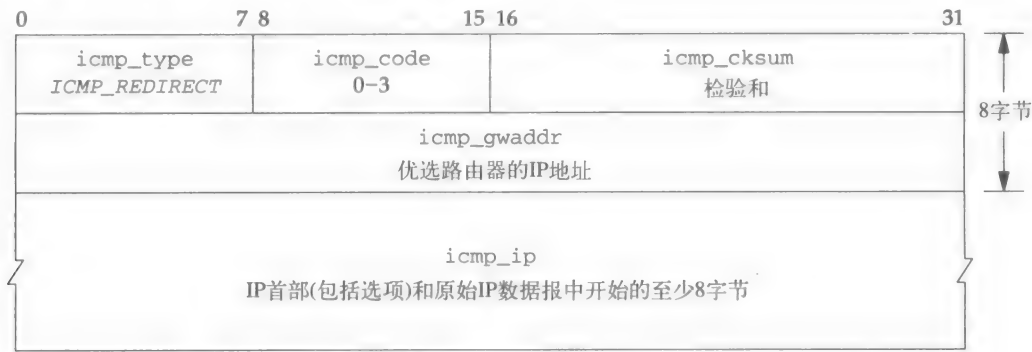 0 7 8 15 16 31
icmp_type icmp_code icmp_cksum
ICMP_REDIRECT 0-3 检验和
8字节
icmp_gwaddr
优选路由器的IP地址
icmp_ip
IP首部(包括选项)和原始IP数据报中开始的至少8字节